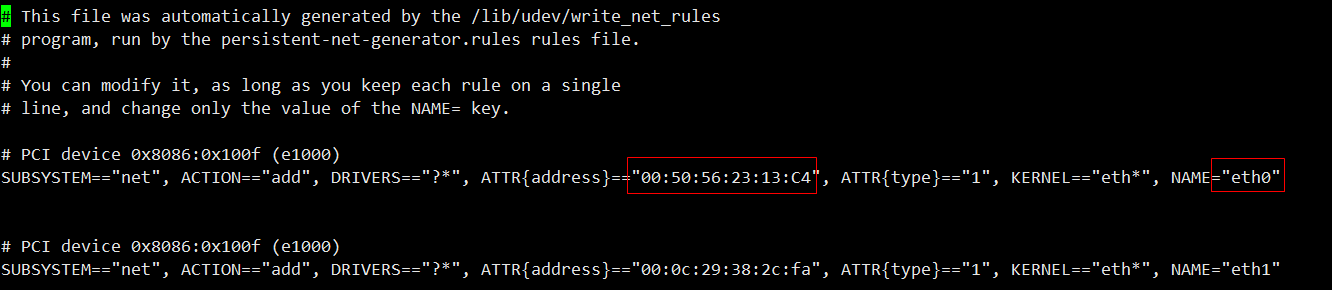 # This file was automatically generated by the /lib/udev/write_net_rules
# program, run by the persistent-net-generator.rules rules file.
#
# You can modify it, as long as you keep each rule on a single
# line, and change only the value of the NAME= key.
# PCI device 0x8086:0x100f (e1000)
SUBSYSTEM=="net", ACTION=="add", DRIVERS=="?*", ATTR{address}=="00:50:56:23:13:C4", ATTR{type}=="1", KERNEL=="eth*", NAME="eth0"
# PCI device 0x8086:0x100f (e1000)
SUBSYSTEM=="net", ACTION=="add", DRIVERS=="?*", ATTR{address}=="00:0c:29:38:2c:fa", ATTR{type}=="1", KERNEL=="eth*", NAME="eth1"